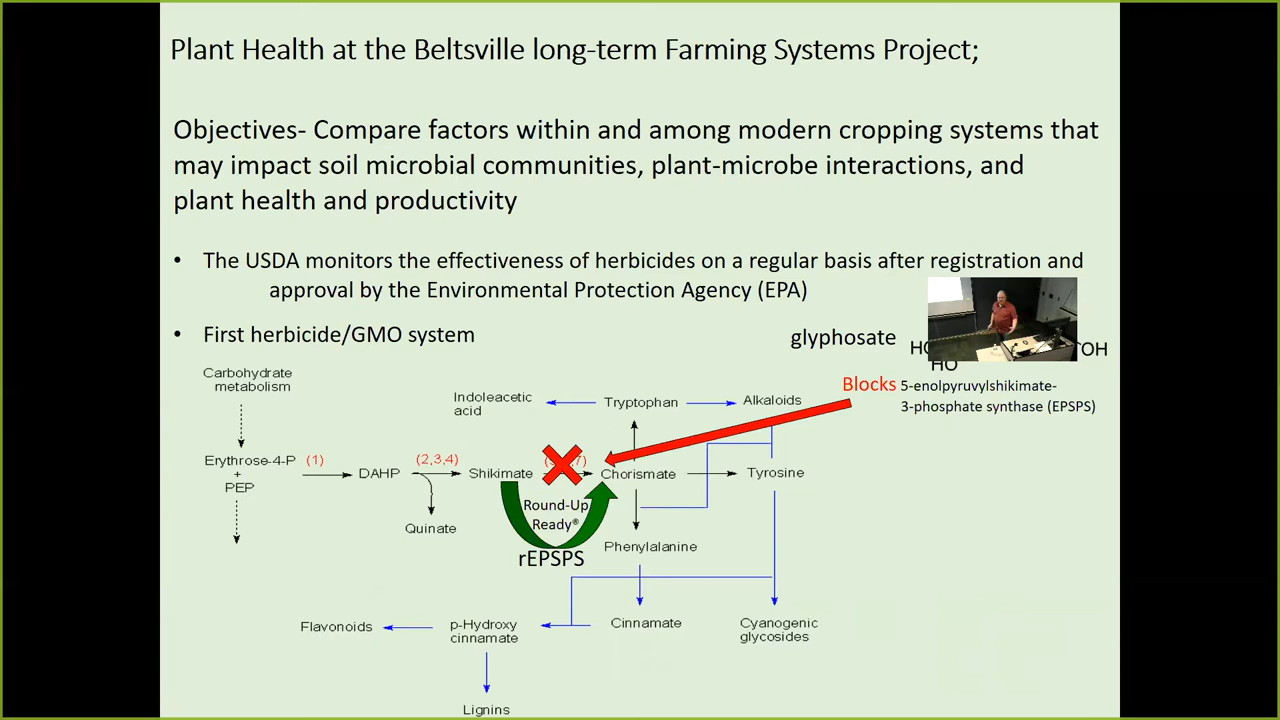 Plant Health at the Beltsville long-term Farming Systems Project;
Objectives- Compare factors within and among modern cropping systems that
may impact soil microbial communities, plant-microbe interactions, and
plant health and productivity
• The USDA monitors the effectiveness of herbicides on a regular basis after registration and
approval by the Environmental Protection Agency (EPA)
• First herbicide/GMO system
glyphosate
OH
HO
Blocks 5-enolpyruvylshikimate-
3-phosphate synthase (EPSPS)
Carbohydrate
metabolism
Indoleacetic
acid
Tryptophan
Alkaloids
Erythrose-4-P
+
PEP
(1)
DAHP
(2,3,4)
Shikimate
Chorismate
Tyrosine
Quinate
Round-Up
Ready®
rEPSPS
Phenylalanine
Flavonoids
p-Hydroxy
cinnamate
Cinnamate
Cyanogenic
glycosides
Lignins